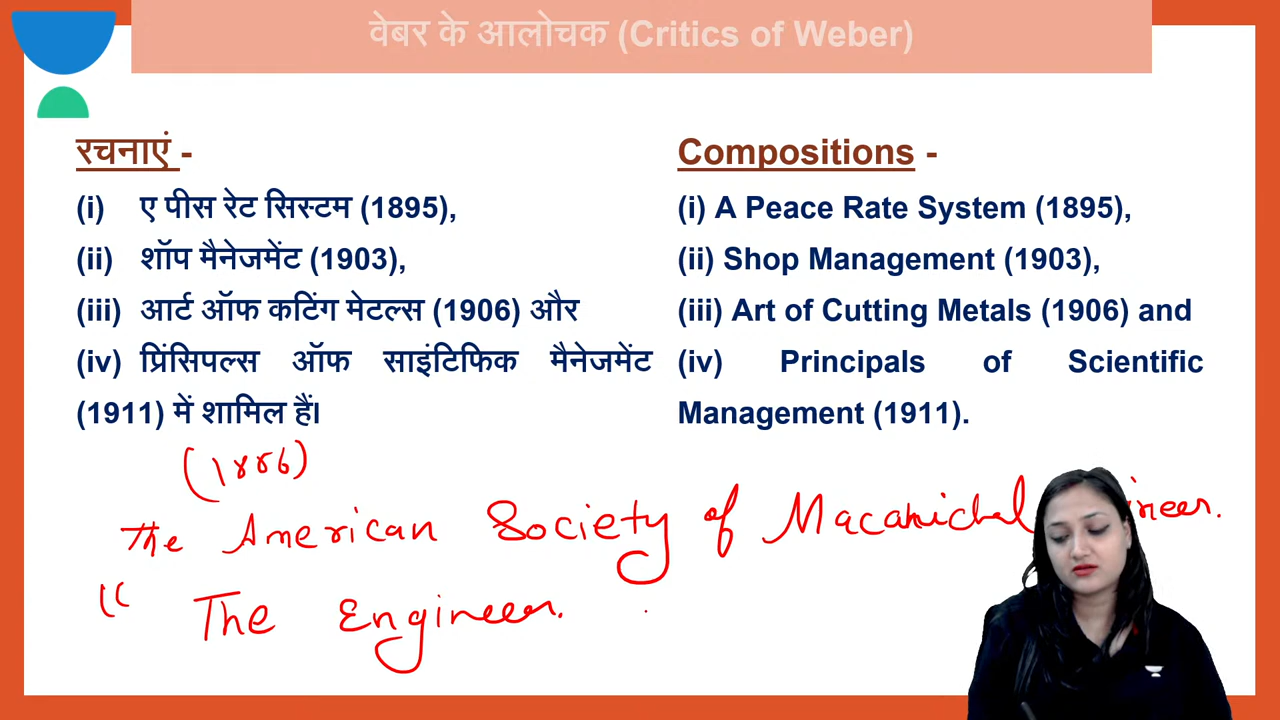 वेबर के आलोचक (Critics of Weber)
रचनाएं -
(i) ए पीस रेट सिस्टम (1895),
(ii) शॉप मैनेजमेंट (1903),
(iii) आर्ट ऑफ कटिंग मेटल्स (1906) और
(iv) प्रिंसिपल्स ऑफ साइंटिफिक मैनेजमेंट
(1911) में शामिल हैं।
Compositions -
(i) A Peace Rate System (1895),
(ii) Shop Management (1903),
(iii) Art of Cutting Metals (1906) and
(iv) Principals of Scientific
Management (1911).
(1886)
The American Society of Macanichal
" The Engineer.